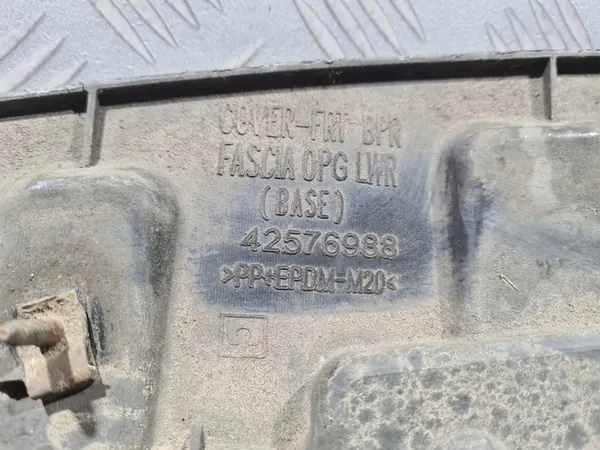 COVER-FRT BPR
FASCIA OPG LWR
(BASE)
42576988
>PP+EPDM-M20<